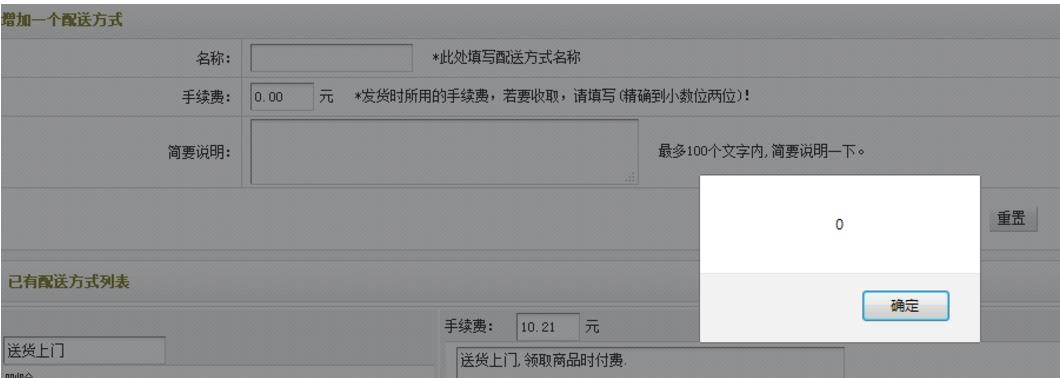 增加一个配送方式
名称: *此处填写配送方式名称
手续费: 0.00 元 *发货时所用的手续费，若要收取，请填写(精确到小数位两位)!
简要说明: 最多100个文字内,简要说明一下。
0
重置
确定
已有配送方式列表
手续费: 10.21 元
送货上门
送货上门,领取商品时付费.